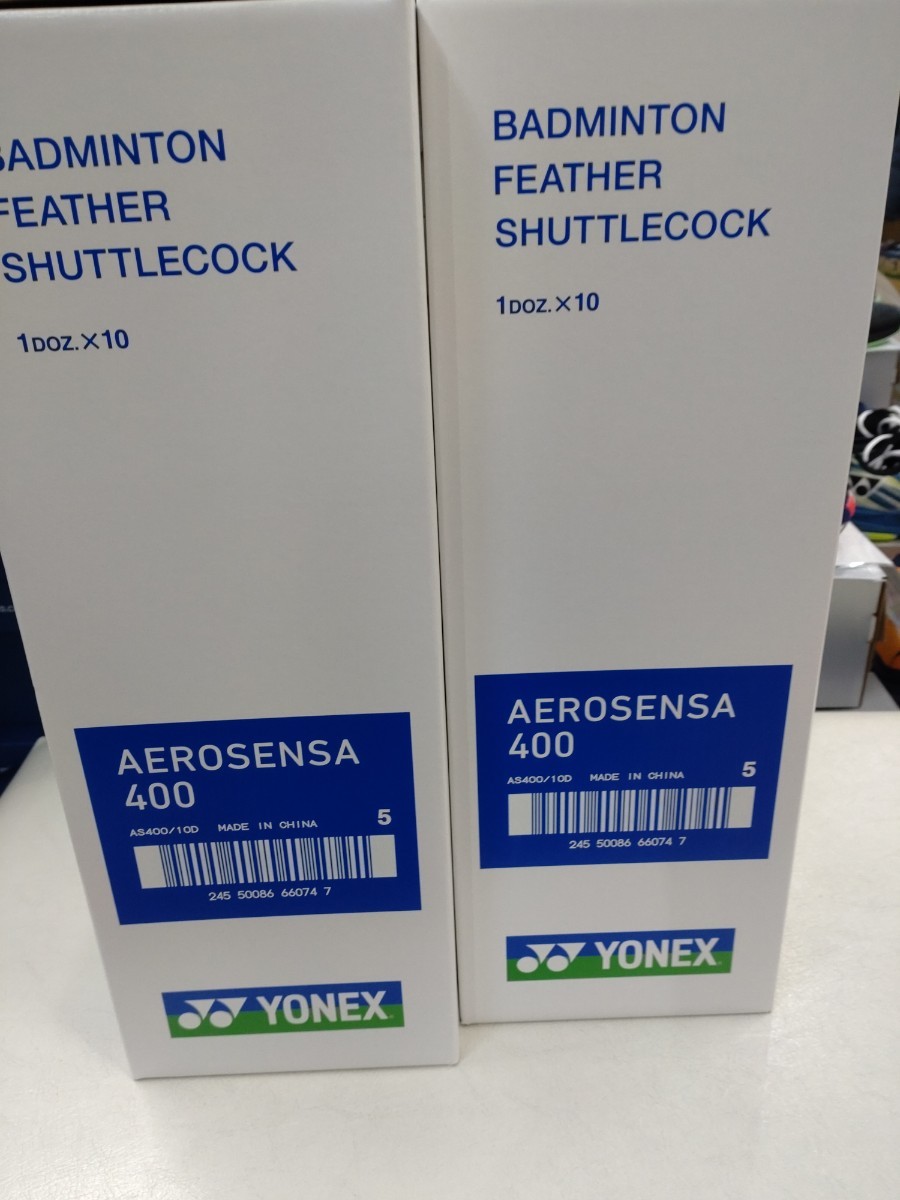 BADMINTON
FEATHER
SHUTTLECOCK
1DOZ.×10
AEROSENSA
400
AS400/10D MADE IN CHINA 5
245 50086 66074 7
YONEX
BADMINTON
FEATHER
SHUTTLECOCK
1DOZ.×10
AEROSENSA
400
AS400/10D MADE IN CHINA 5
245 50086 66074 7
YONEX